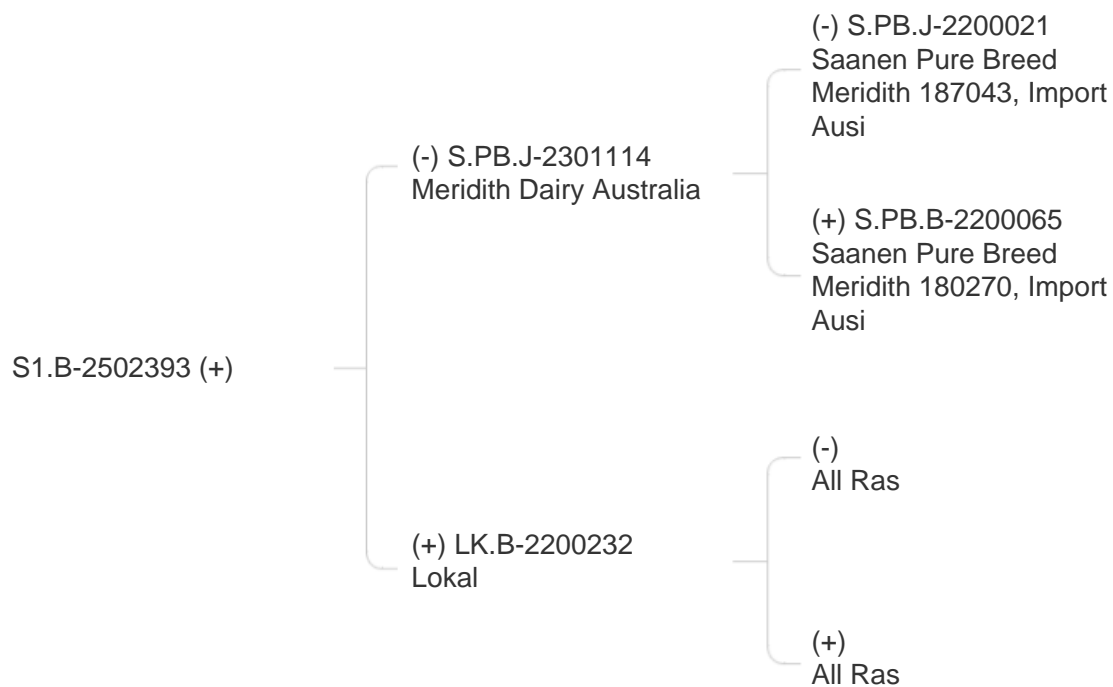 S1.B-2502393 (+)
(-) S.PB.J-2301114
Meridith Dairy Australia
(-) S.PB.J-2200021
Saanen Pure Breed
Meridith 187043, Import
Ausi
(+) S.PB.B-2200065
Saanen Pure Breed
Meridith 180270, Import
Ausi
(+) LK.B-2200232
Lokal
(-)
All Ras
(+)
All Ras